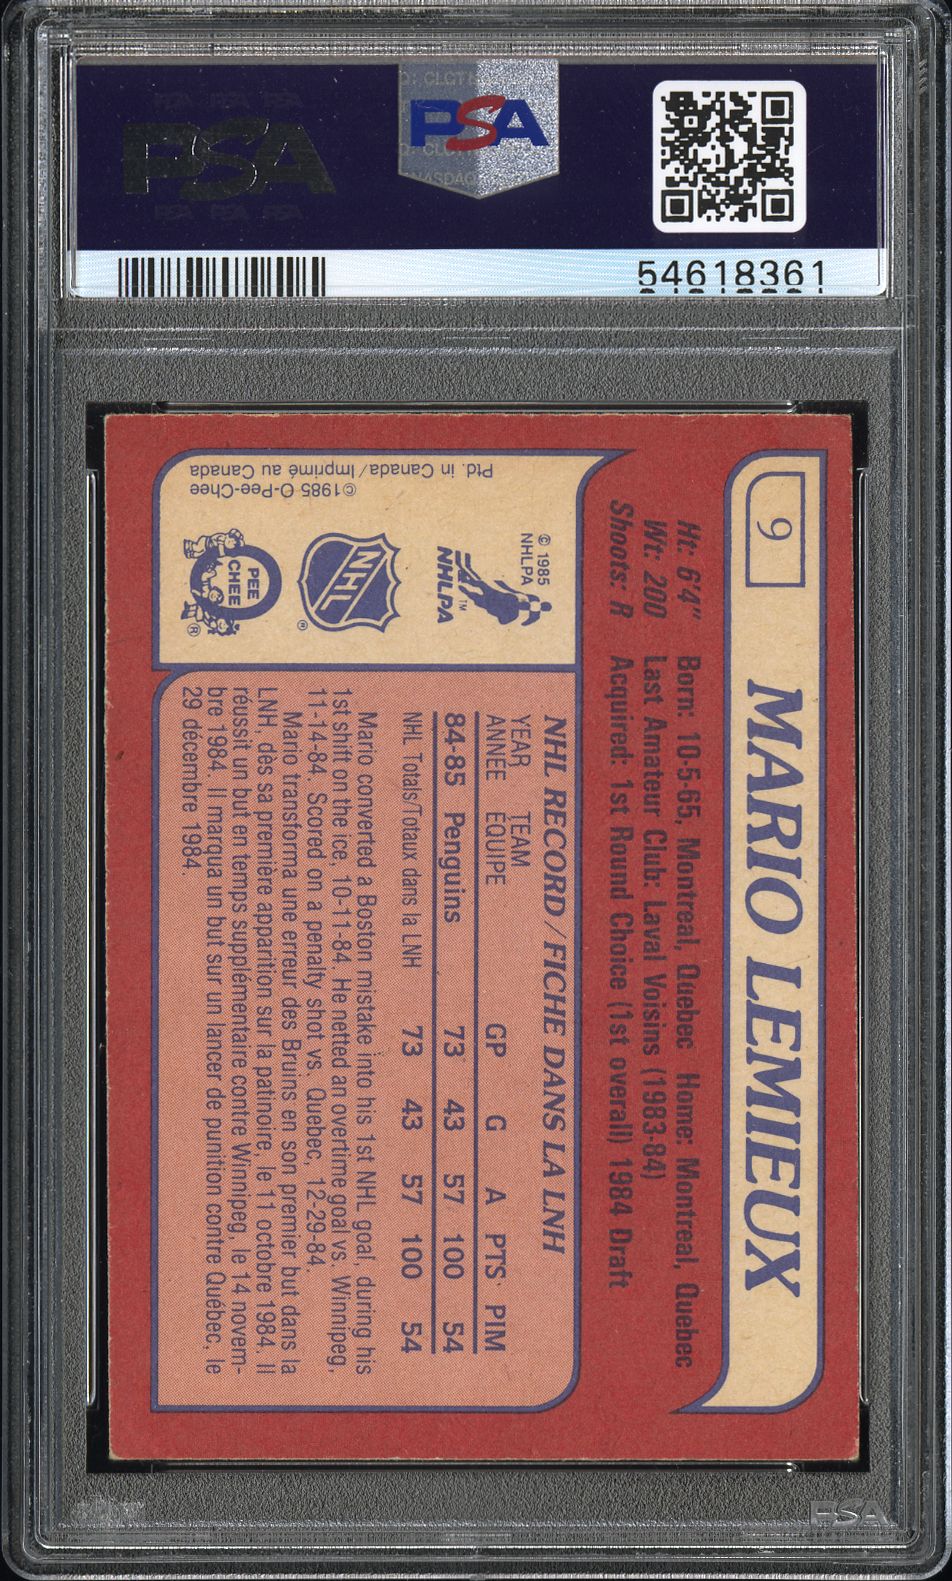 PSA
PSA
54618361
9
MARIO LEMIEUX
Ht: 6'4" Born: 10-5-65, Montreal, Quebec Home: Montreal, Quebec
Wt: 200 Last Amateur Club: Laval Voisins (1983-84)
Shoots: R Acquired: 1st Round Choice (1st overall) 1984 Draft
© 1985
NHLPA
NHLPA™
NHL®
O PEE CHEE®
©1985 O-Pee-Chee
Ptd. in Canada/Imprimé au Canada
NHL RECORD/FICHE DANS LA LNH
YEAR TEAM
ANNEE EQUIPE GP G A PTS· PIM
84-85 Penguins 73 43 57 100 54
NHL Totals/Totaux dans la LNH 73 43 57 100 54
Mario converted a Boston mistake into his 1st NHL goal, during his
1st shift on the ice, 10-11-84. He netted an overtime goal vs. Winnipeg,
11-14-84. Scored on a penalty shot vs. Quebec, 12-29-84.
Mario transforma une erreur des Bruins en son premier but dans la
LNH, dès sa première apparition sur la patinoire, le 11 octobre 1984. Il
réussit un but en temps supplémentaire contre Winnipeg, le 14 novem-
bre 1984. Il marqua un but sur un lancer de punition contre Québec, le
29 décembre 1984.
PSA